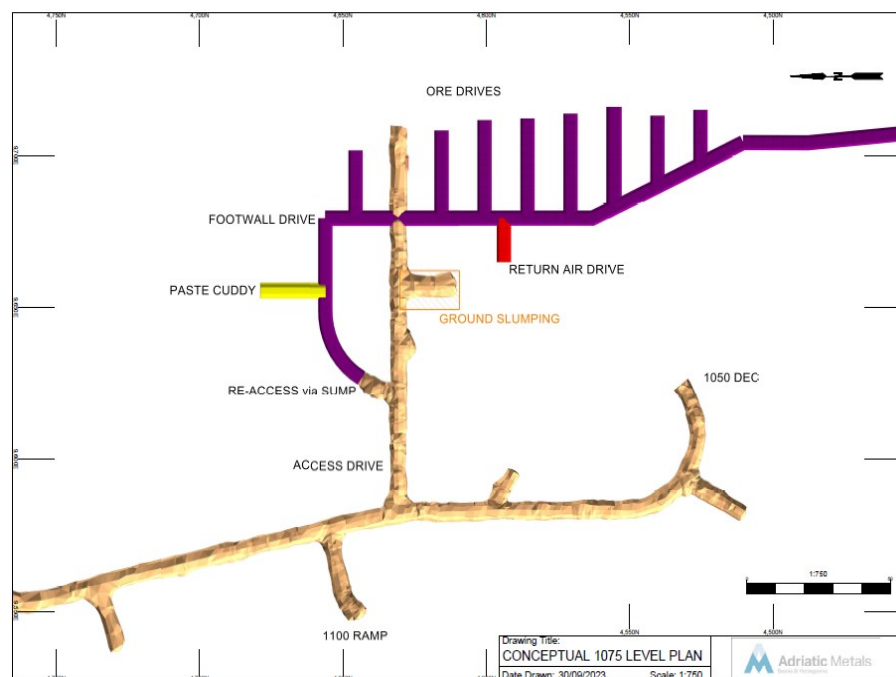 4,750N 4,700N 4,650N 4,600N 4,550N 4,500N
N
ORE DRIVES
FOOTWALL DRIVE
RETURN AIR DRIVE
PASTE CUDDY
GROUND SLUMPING
1050 DEC
RE-ACCESS via SUMP
ACCESS DRIVE
1:750
1100 RAMP
4,550N 4,500N
Drawing Title:
CONCEPTUAL 1075 LEVEL PLAN
Date Drawn: 30/09/2023 Scale: 1:750
Adriatic Metals